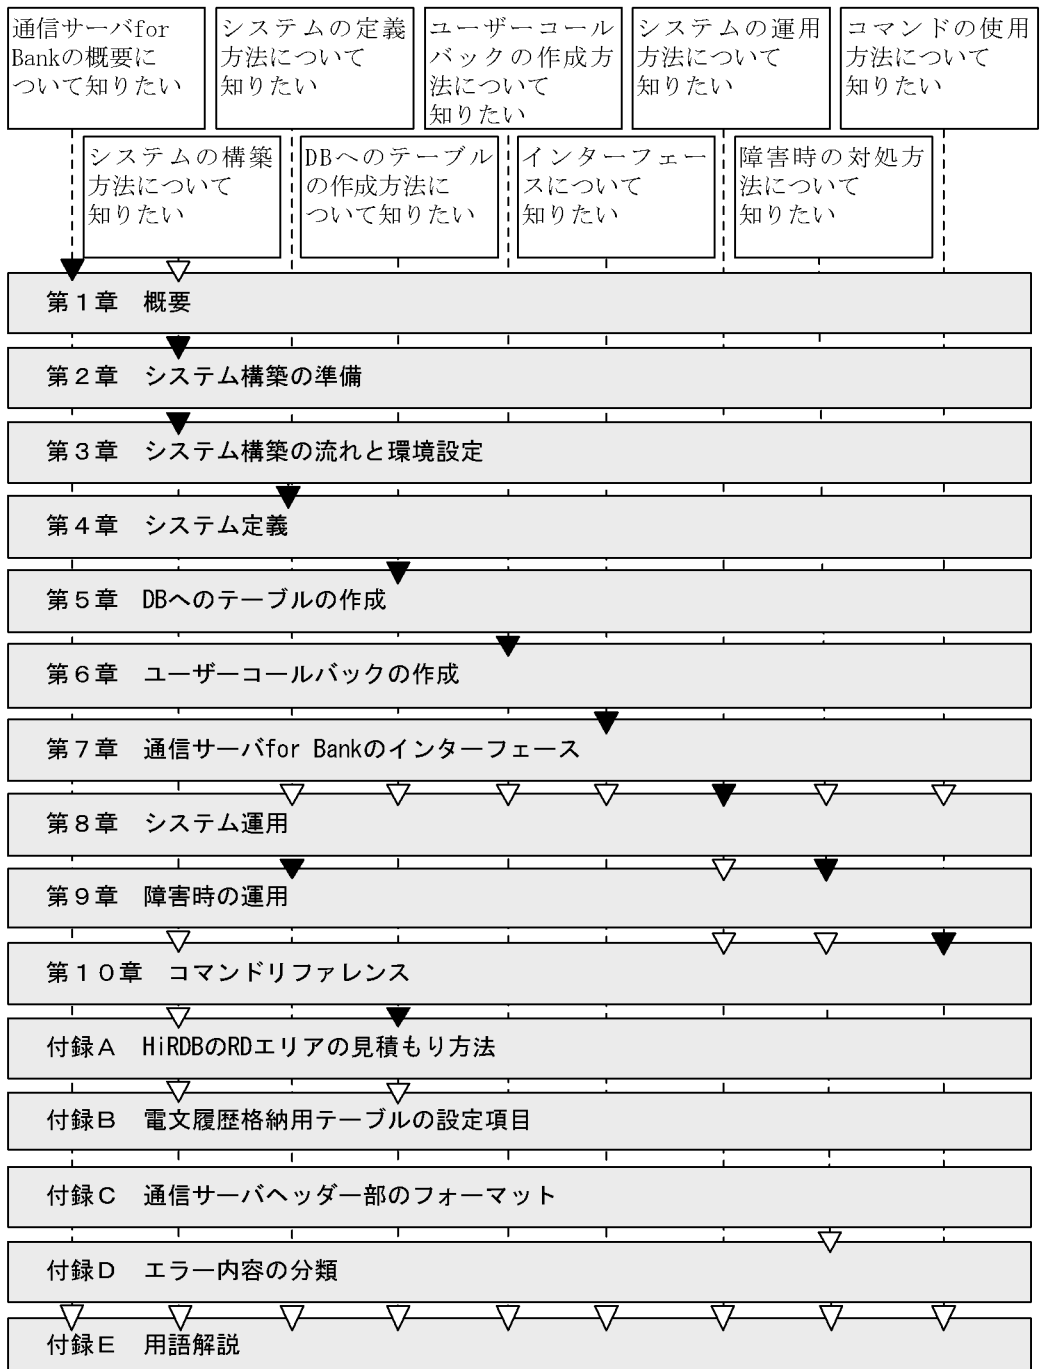 通信サーバfor
Bankの概要に
ついて知りたい
システムの定義
方法について
知りたい
ユーザーコール
バックの作成方
法について
知りたい
システムの運用
方法について
知りたい
コマンドの使用
方法について
知りたい
システムの構築
方法について
知りたい
DBへのテーブル
の作成方法に
ついて知りたい
インターフェー
スについて
知りたい
障害時の対処方
法について
知りたい
第1章 概要
第2章 システム構築の準備
第3章 システム構築の流れと環境設定
第4章 システム定義
第5章 DBへのテーブルの作成
第6章 ユーザーコールバックの作成
第7章 通信サーバfor Bankのインターフェース
第8章 システム運用
第9章 障害時の運用
第10章 コマンドリファレンス
付録A HiRDBのRDエリアの見積もり方法
付録B 電文履歴格納用テーブルの設定項目
付録C 通信サーバヘッダー部のフォーマット
付録D エラー内容の分類
付録E 用語解説